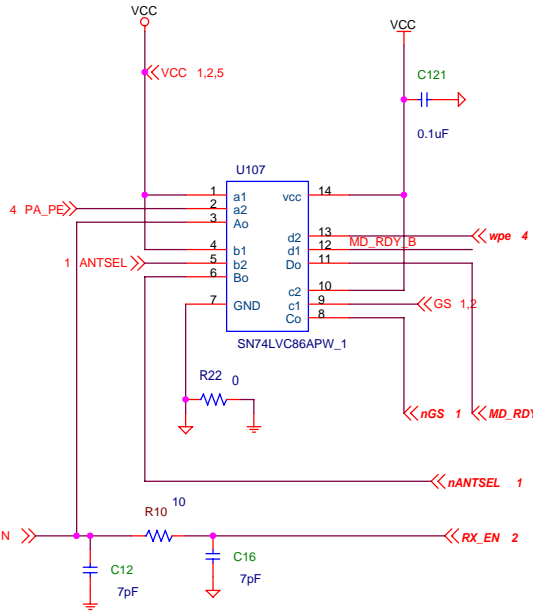 VCC
VCC
VCC 1,2,5
C121
0.1uF
U107
1 a1 vcc 14
4 PA_PE 2 a2
3 Ao d2 13 wpe 4
4 b1 d1 12 MD_RDY_B
1 ANTSEL 5 b2 Do 11
6 Bo
c2 10
7 GND c1 9 GS 1,2
Co 8
SN74LVC86APW_1
R22 0
nGS 1 MD_RDY
nANTSEL 1
10
R10
N RX_EN 2
C12 C16
7pF 7pF